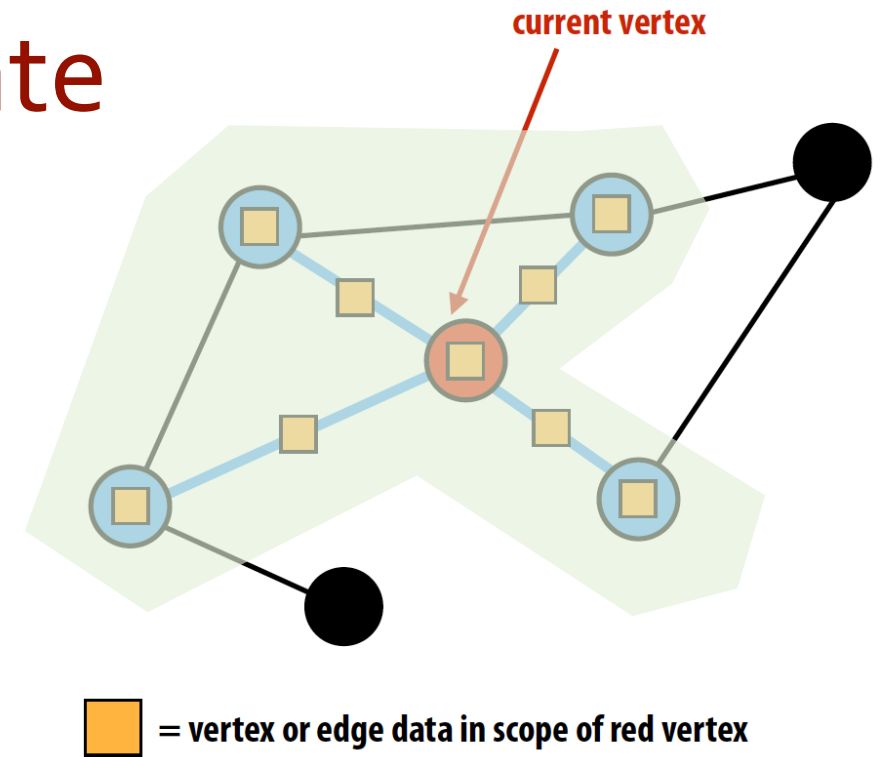 current vertex
= vertex or edge data in scope of red vertex